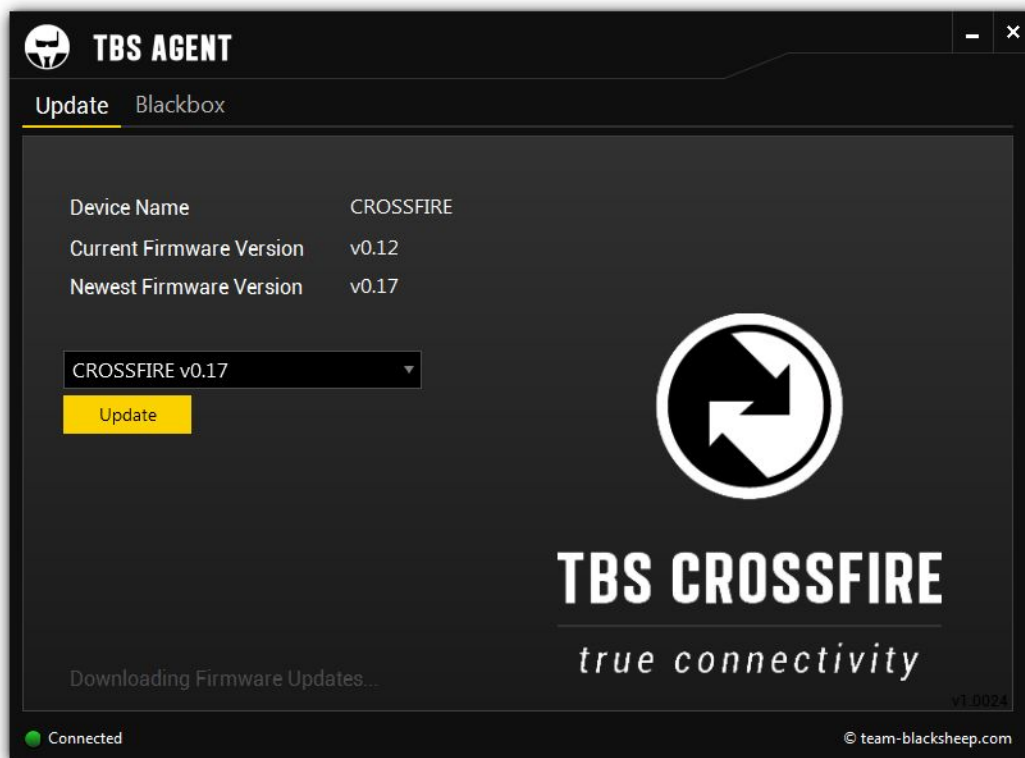 TBS AGENT
Update Blackbox
Device Name CROSSFIRE
Current Firmware Version v0.12
Newest Firmware Version v0.17
CROSSFIRE v0.17
Update
TBS CROSSFIRE
true connectivity
Downloading Firmware Updates...
v1.0024
Connected © team-blacksheep.com